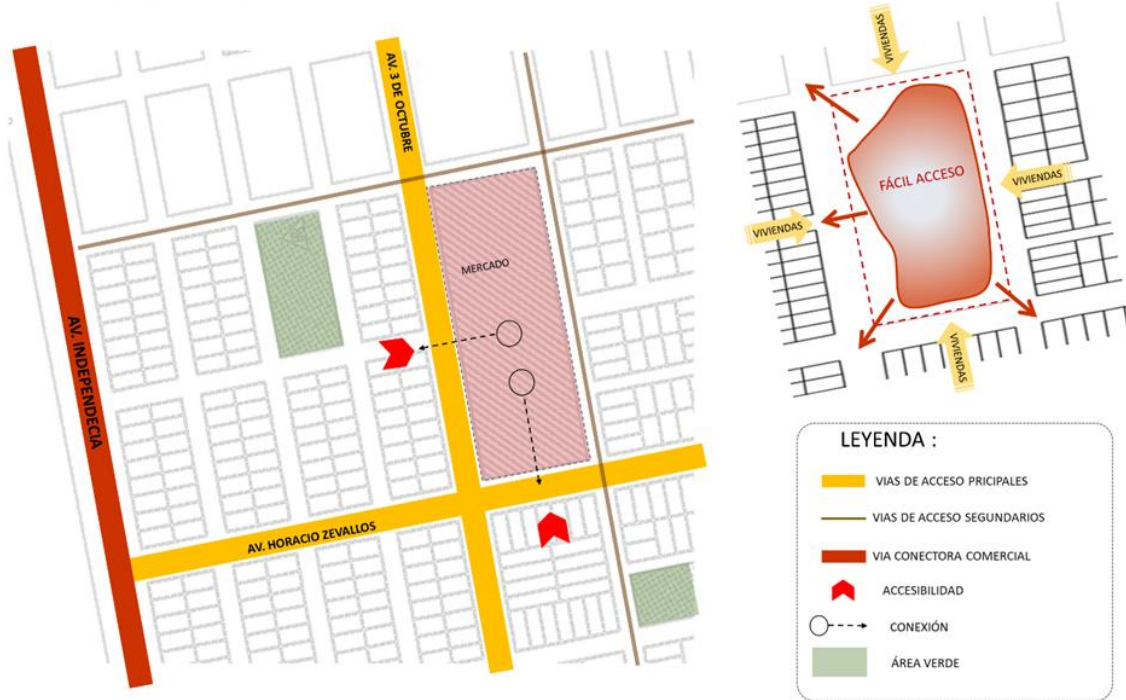 AV. 3 DE OCTUBRE
MERCADO
AV. INDEPENDECIA
AV. HORACIO ZEVALLOS
VIVIENDAS
FÁCIL ACCESO
VIVIENDAS
VIVIENDAS
VIVIENDAS
LEYENDA :
VIAS DE ACCESO PRICIPALES
VIAS DE ACCESO SEGUNDARIOS
VIA CONECTORA COMERCIAL
ACCESIBILIDAD
CONEXIÓN
ÁREA VERDE